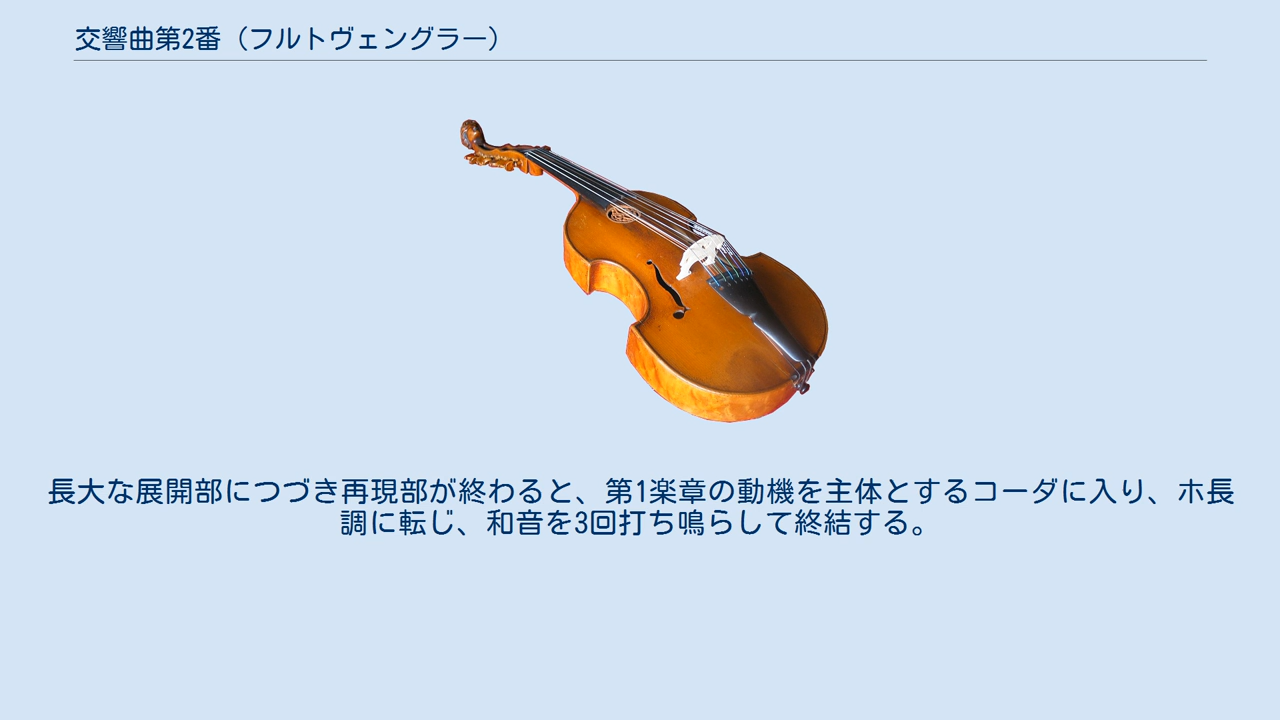 交響曲第2番（フルトヴェングラー）
長大な展開部につづき再現部が終わると、第1楽章の動機を主体とするコーダに入り、ホ長
調に転じ、和音を3回打ち鳴らして終結する。